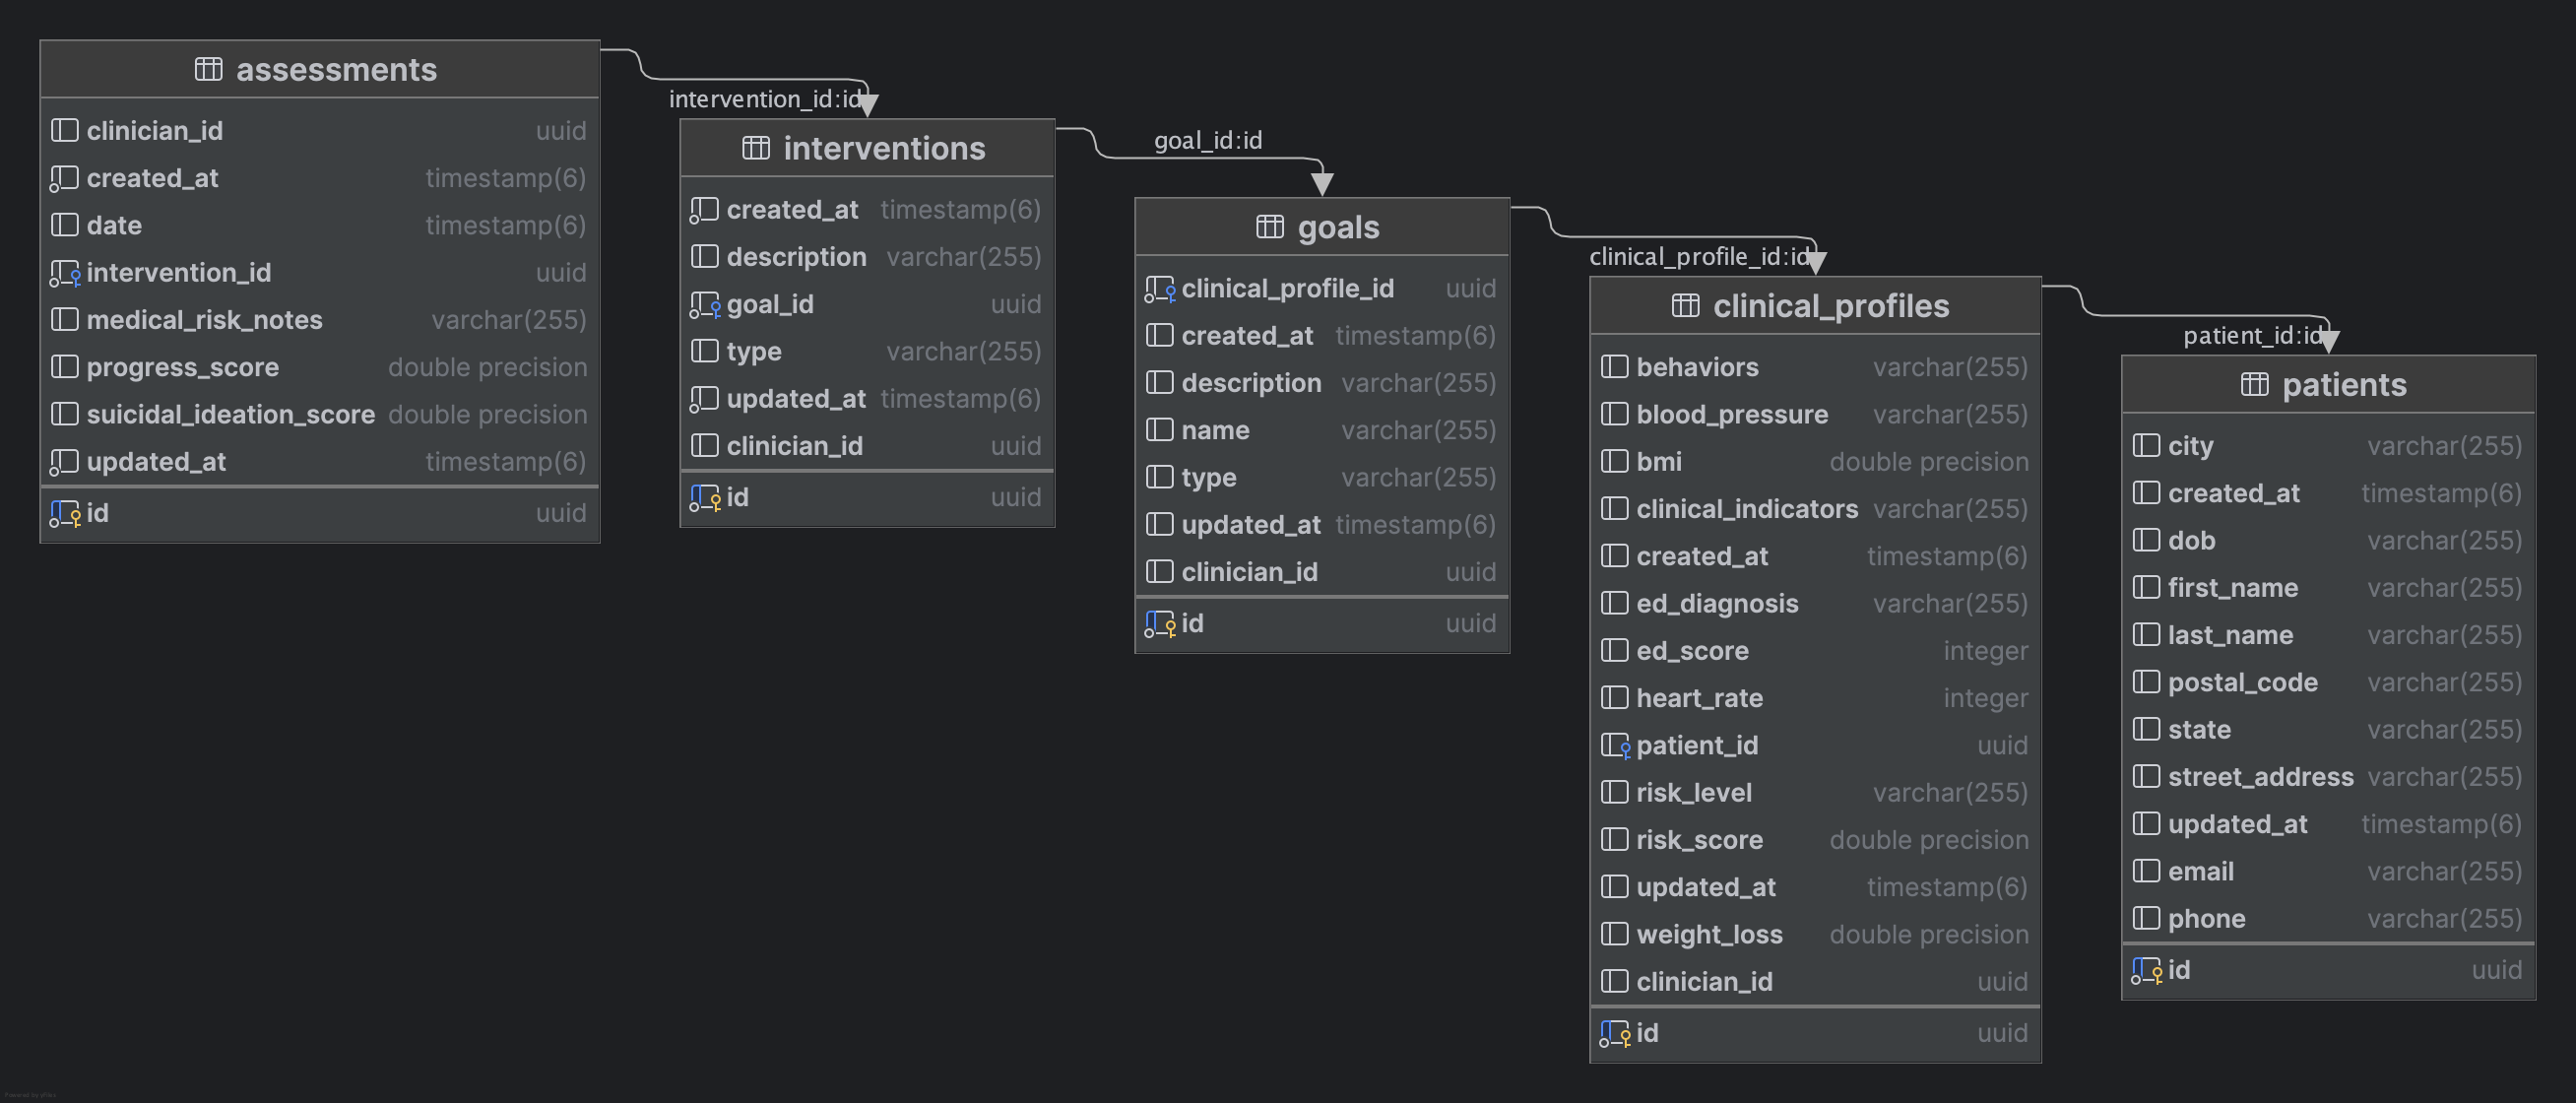 assessments
clinician_id uuid
created_at timestamp(6)
date timestamp(6)
intervention_id uuid
medical_risk_notes varchar(255)
progress_score double precision
suicidal_ideation_score double precision
updated_at timestamp(6)
id uuid
intervention_id:id
interventions
created_at timestamp(6)
description varchar(255)
goal_id uuid
type varchar(255)
updated_at timestamp(6)
clinician_id uuid
id uuid
goal_id:id
goals
clinical_profile_id uuid
created_at timestamp(6)
description varchar(255)
name varchar(255)
type varchar(255)
updated_at timestamp(6)
clinician_id uuid
id uuid
clinical_profile_id:id
clinical_profiles
behaviors varchar(255)
blood_pressure varchar(255)
bmi double precision
clinical_indicators varchar(255)
created_at timestamp(6)
ed_diagnosis varchar(255)
ed_score integer
heart_rate integer
patient_id uuid
risk_level varchar(255)
risk_score double precision
updated_at timestamp(6)
weight_loss double precision
clinician_id uuid
id uuid
patient_id:id
patients
city varchar(255)
created_at timestamp(6)
dob varchar(255)
first_name varchar(255)
last_name varchar(255)
postal_code varchar(255)
state varchar(255)
street_address varchar(255)
updated_at timestamp(6)
email varchar(255)
phone varchar(255)
id uuid